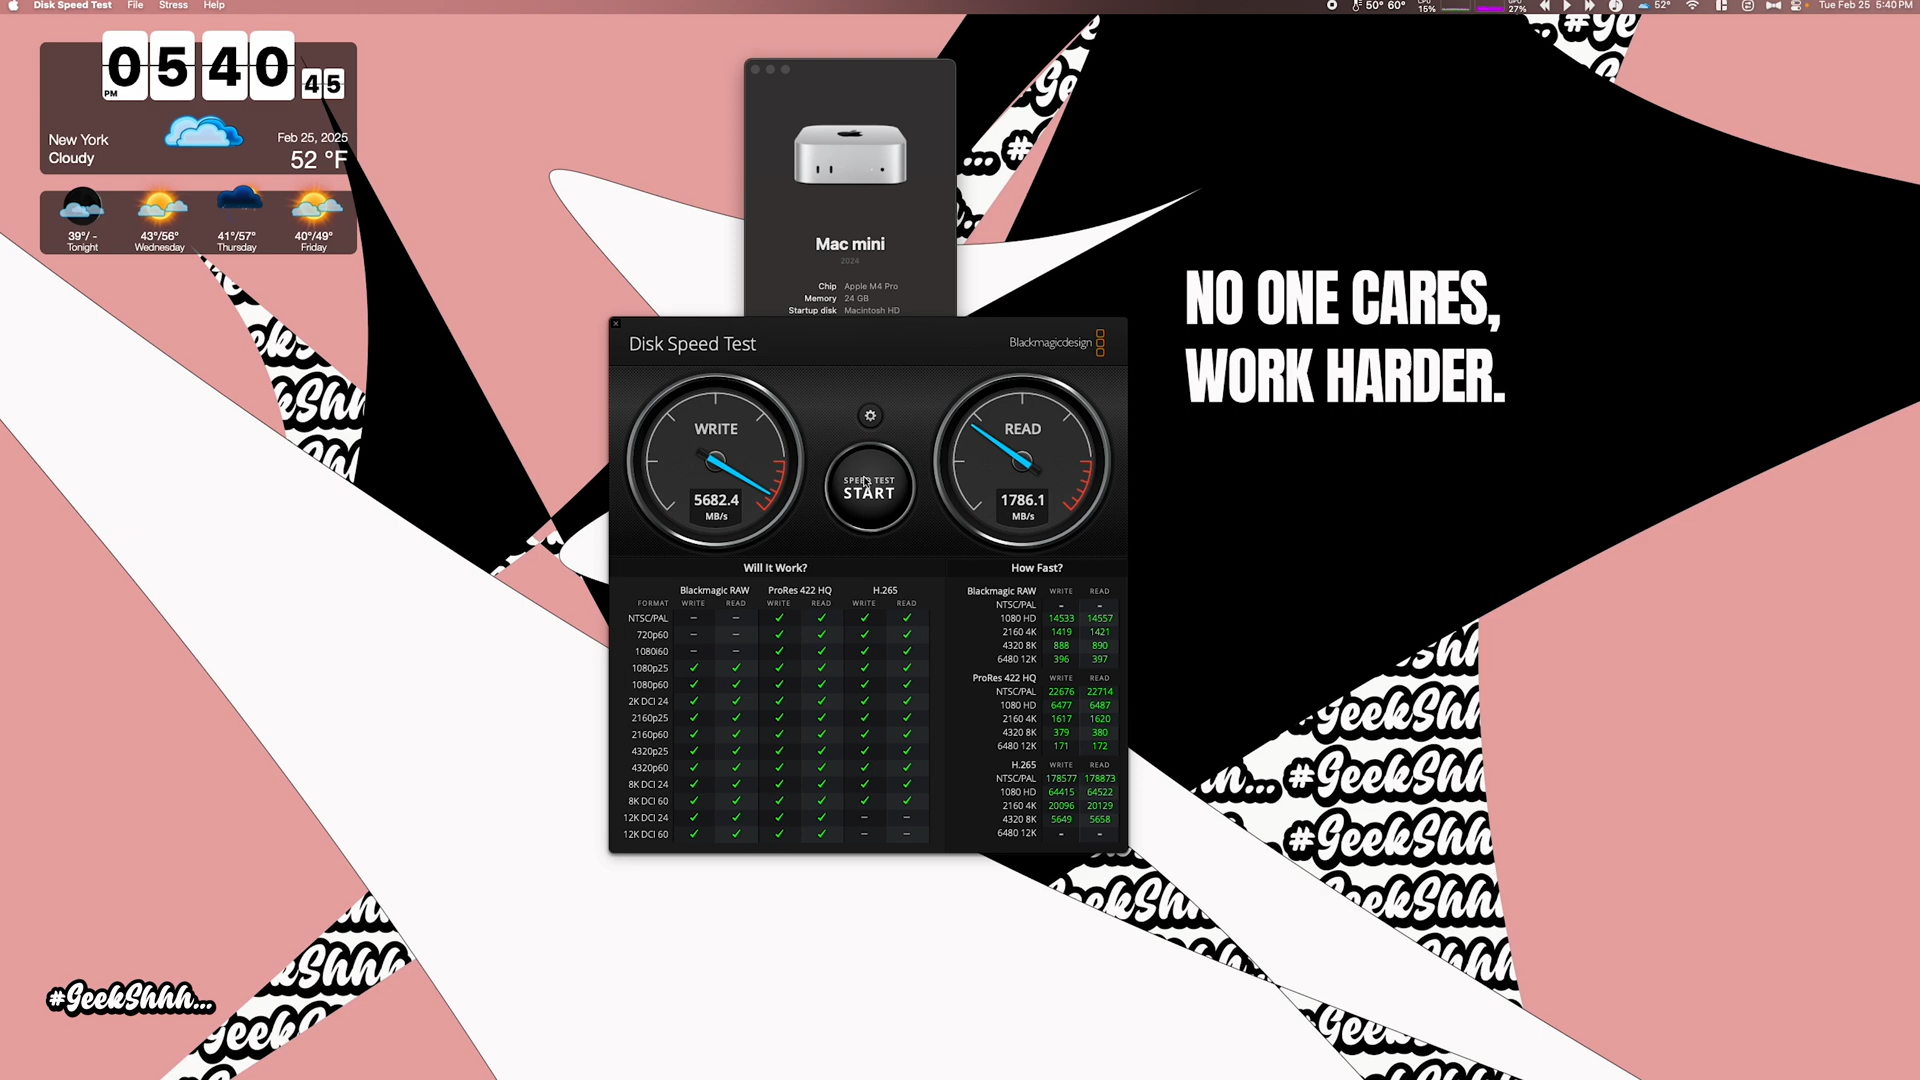 Disk Speed Test File Stress Help
50° 60° CPU 15% GPU 27% 52° Tue Feb 25 5:40 PM
05 40 45
PM
New York
Cloudy
Feb 25, 2025
52 °F
39°/ - 43°/56° 41°/57° 40°/49°
Tonight Wednesday Thursday Friday
Mac mini
2024
Chip Apple M4 Pro
Memory 24 GB
Startup disk Macintosh HD
NO ONE CARES,
WORK HARDER.
Disk Speed Test
Blackmagicdesign
WRITE
5682.4
MB/s
SPEED TEST
START
READ
1786.1
MB/s
Will It Work?
Blackmagic RAW ProRes 422 HQ H.265
FORMAT WRITE READ WRITE READ WRITE READ
NTSC/PAL – – ✓ ✓ ✓ ✓
720p60 – – ✓ ✓ ✓ ✓
1080i60 – – ✓ ✓ ✓ ✓
1080p25 ✓ ✓ ✓ ✓ ✓ ✓
1080p60 ✓ ✓ ✓ ✓ ✓ ✓
2K DCI 24 ✓ ✓ ✓ ✓ ✓ ✓
2160p25 ✓ ✓ ✓ ✓ ✓ ✓
2160p60 ✓ ✓ ✓ ✓ ✓ ✓
4320p25 ✓ ✓ ✓ ✓ ✓ ✓
4320p60 ✓ ✓ ✓ ✓ ✓ ✓
8K DCI 24 ✓ ✓ ✓ ✓ ✓ ✓
8K DCI 60 ✓ ✓ ✓ ✓ ✓ ✓
12K DCI 24 ✓ ✓ ✓ ✓ – –
12K DCI 60 ✓ ✓ ✓ ✓ – –
How Fast?
Blackmagic RAW WRITE READ
NTSC/PAL - -
1080 HD 14533 14557
2160 4K 1419 1421
4320 8K 888 890
6480 12K 396 397
ProRes 422 HQ WRITE READ
NTSC/PAL 22676 22714
1080 HD 6477 6487
2160 4K 1617 1620
4320 8K 379 380
6480 12K 171 172
H.265 WRITE READ
NTSC/PAL 178577 178873
1080 HD 64415 64522
2160 4K 20096 20129
4320 8K 5649 5658
6480 12K - -
#GeekShhh...
#GeekShh
#GeekShh